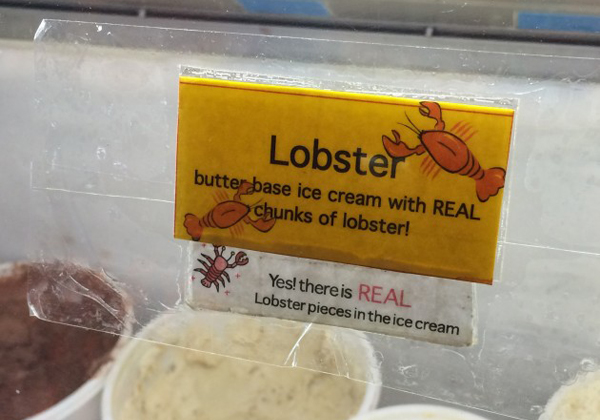 Lobster
butter base ice cream with REAL
chunks of lobster!
Yes! there is REAL
Lobster pieces in the ice cream